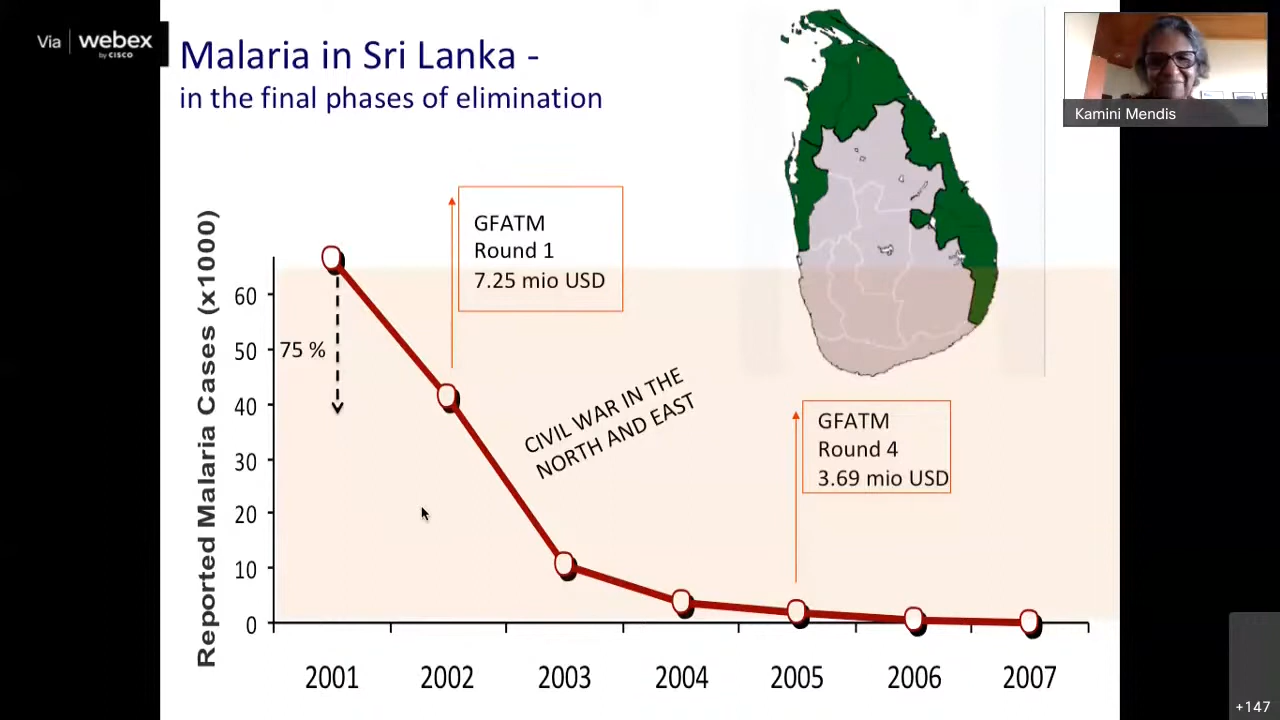 Via webex
by CISCO
Malaria in Sri Lanka -
in the final phases of elimination
Kamini Mendis
GFATM
Round 1
7.25 mio USD
Reported Malaria Cases (x1000)
60
50
40
30
20
10
0
75 %
CIVIL WAR IN THE
NORTH AND EAST
GFATM
Round 4
3.69 mio USD
2001 2002 2003 2004 2005 2006 2007
+147